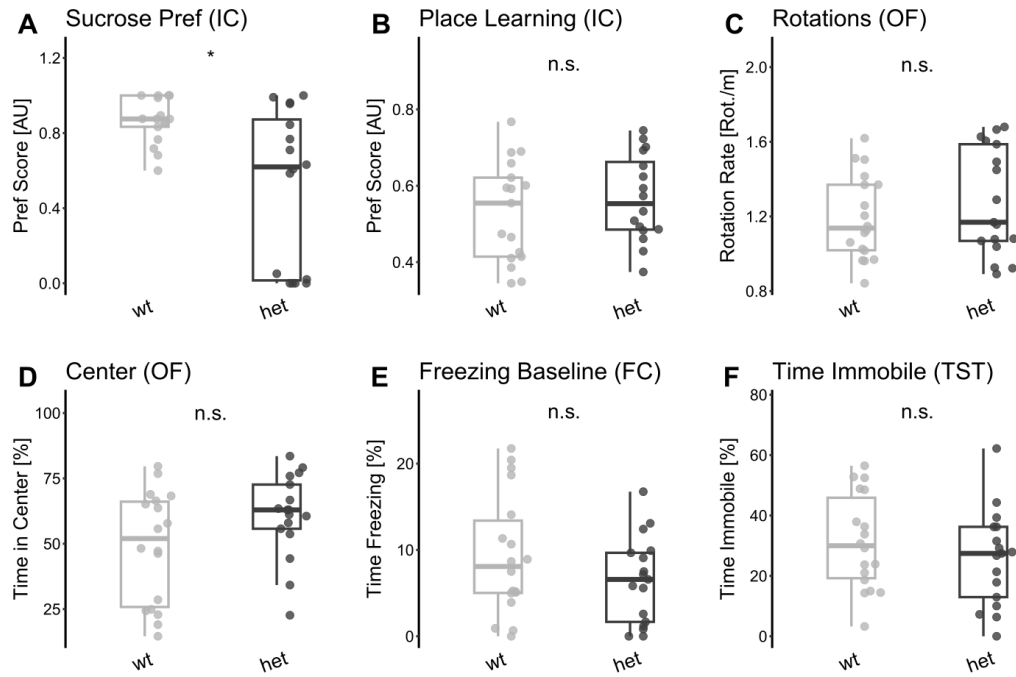 A Sucrose Pref (IC)
*
Pref Score [AU]
1.2
0.8
0.4
0.0
wt het
B Place Learning (IC)
n.s.
Pref Score [AU]
0.8
0.6
0.4
wt het
C Rotations (OF)
n.s.
Rotation Rate [Rot./m]
2.0
1.6
1.2
0.8
wt het
D Center (OF)
n.s.
Time in Center [%]
100
75
50
25
wt het
E Freezing Baseline (FC)
n.s.
Time Freezing [%]
20
10
0
wt het
F Time Immobile (TST)
n.s.
Time Immobile [%]
80
60
40
20
0
wt het